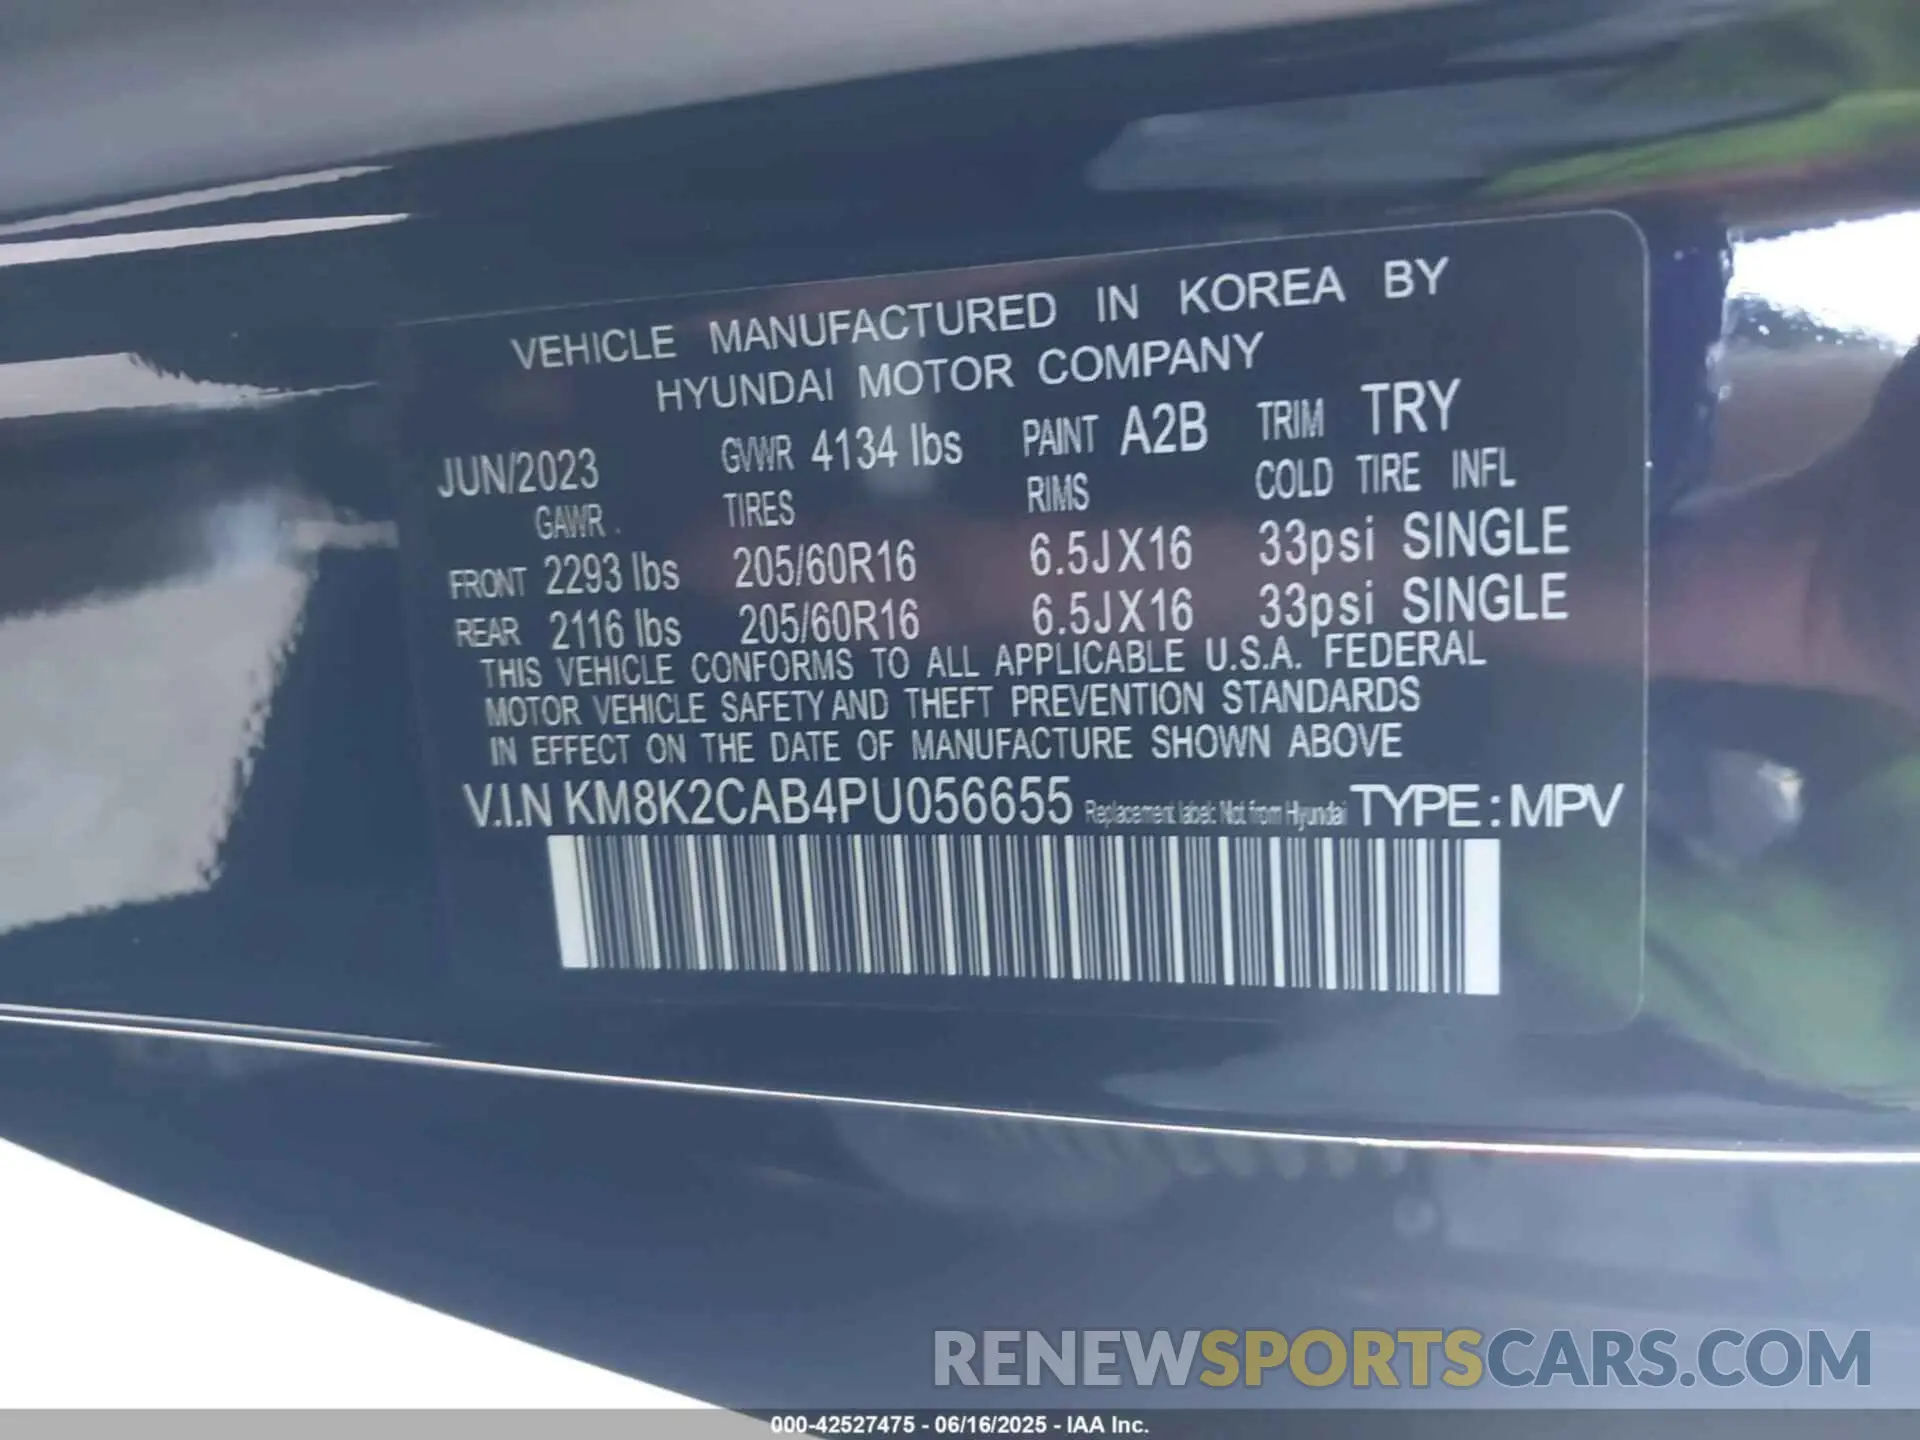 VEHICLE MANUFACTURED IN KOREA BY
HYUNDAI MOTOR COMPANY
JUN/2023 GVWR 4134 lbs PAINT A2B TRIM TRY
GAWR . TIRES RIMS COLD TIRE INFL
FRONT 2293 lbs 205/60R16 6.5JX16 33psi SINGLE
REAR 2116 lbs 205/60R16 6.5JX16 33psi SINGLE
THIS VEHICLE CONFORMS TO ALL APPLICABLE U.S.A. FEDERAL
MOTOR VEHICLE SAFETY AND THEFT PREVENTION STANDARDS
IN EFFECT ON THE DATE OF MANUFACTURE SHOWN ABOVE
V.I.N KM8K2CAB4PU056655 Replacement label: Not from Hyundai TYPE : MPV
RENEWSPORTSCARS.COM
000-42527475 - 06/16/2025 - IAA Inc.